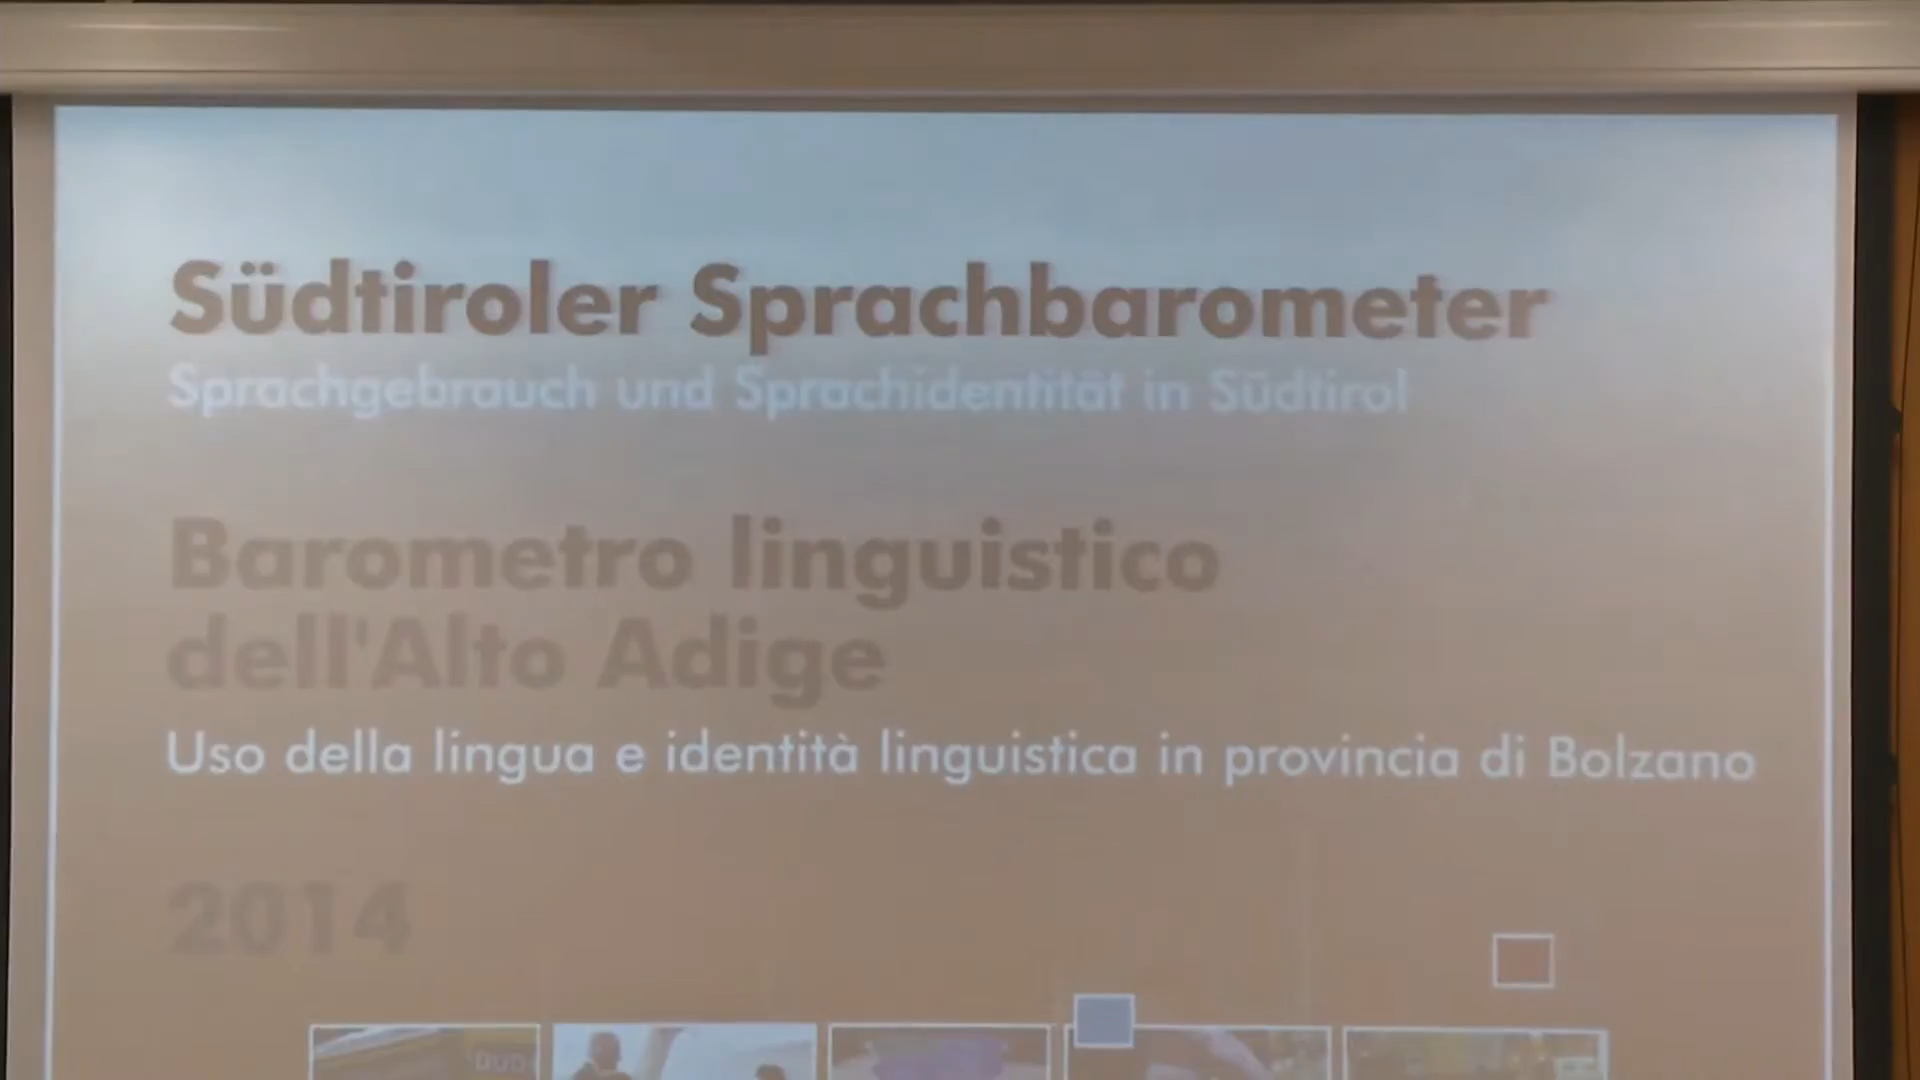 Südtiroler Sprachbarometer
Sprachgebrauch und Sprachidentität in Südtirol
Barometro linguistico
dell'Alto Adige
Uso della lingua e identità linguistica in provincia di Bolzano
2014